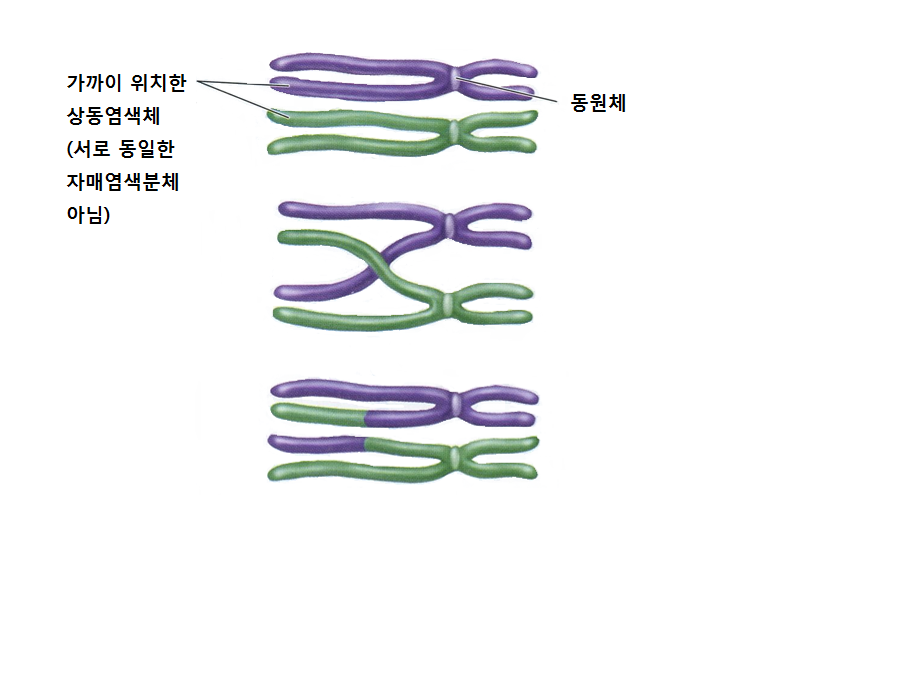 가까이 위치한
상동염색체
(서로 동일한
자매염색분체
아님)
동원체